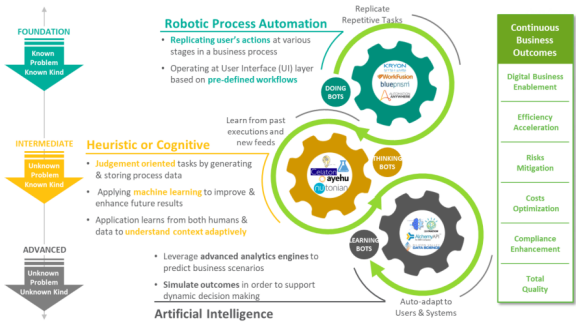 FOUNDATION
Known
Problem
Known Kind
INTERMEDIATE
Unknown
Problem
Known Kind
ADVANCED
Unknown
Problem
Unknown Kind
Robotic Process Automation
• Replicating user's actions at various
stages in a business process
• Operating at User Interface (UI) layer
based on pre-defined workflows
Replicate
Repetitive Tasks
DOING
BOTS
KRYON
WorkFusion
blueprism
AUTOMATION
ANYWHERE
Learn from past
executions and
new feeds
Heuristic or Cognitive
• Judgement oriented tasks by generating
& storing process data
• Applying machine learning to improve &
enhance future results
• Application learns from both humans &
data to understand context adaptively
THINKING
BOTS
Celaton
ayehu
nutonian
• Leverage advanced analytics engines to
predict business scenarios
• Simulate outcomes in order to support
dynamic decision making
Artificial Intelligence
LEARNING
BOTS
AlchemyAPI
DATA SCIENCE
Auto-adapt to
Users & Systems
Continuous
Business
Outcomes
Digital Business
Enablement
Efficiency
Acceleration
Risks
Mitigation
Costs
Optimization
Compliance
Enhancement
Total
Quality